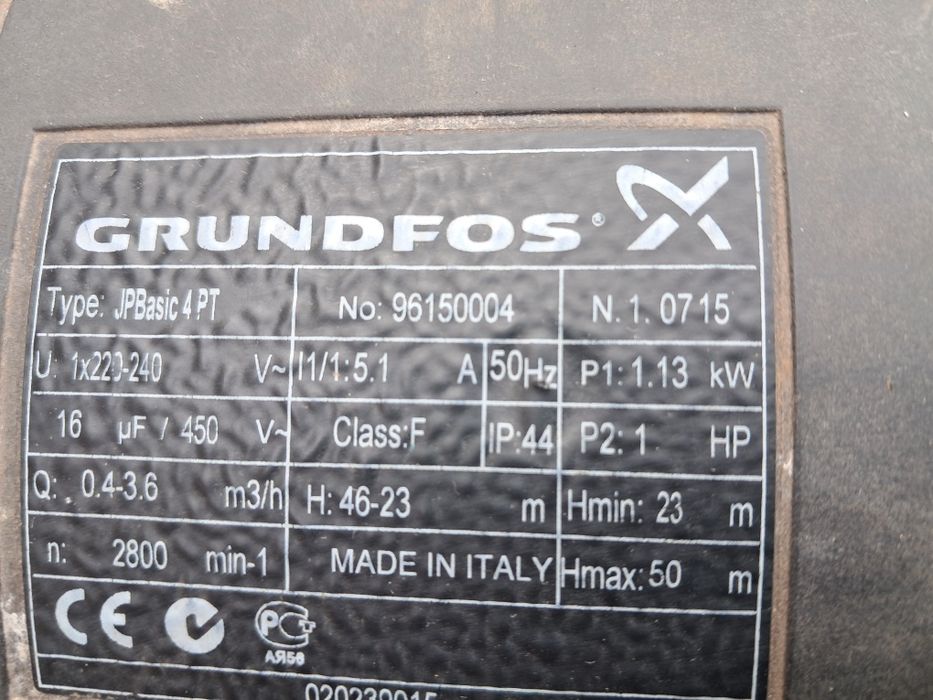 GRUNDFOS®
Type: JPBasic 4 PT No: 96150004 N. 1. 0715
U: 1x220-240 V~ I1/1: 5.1 A 50Hz P1: 1.13 kW
16 µF / 450 V~ Class: F IP: 44 P2: 1 HP
Q: 0.4-3.6 m3/h H: 46-23 m Hmin: 23 m
n: 2800 min-1 MADE IN ITALY Hmax: 50 m
CE PCT
АЯ56